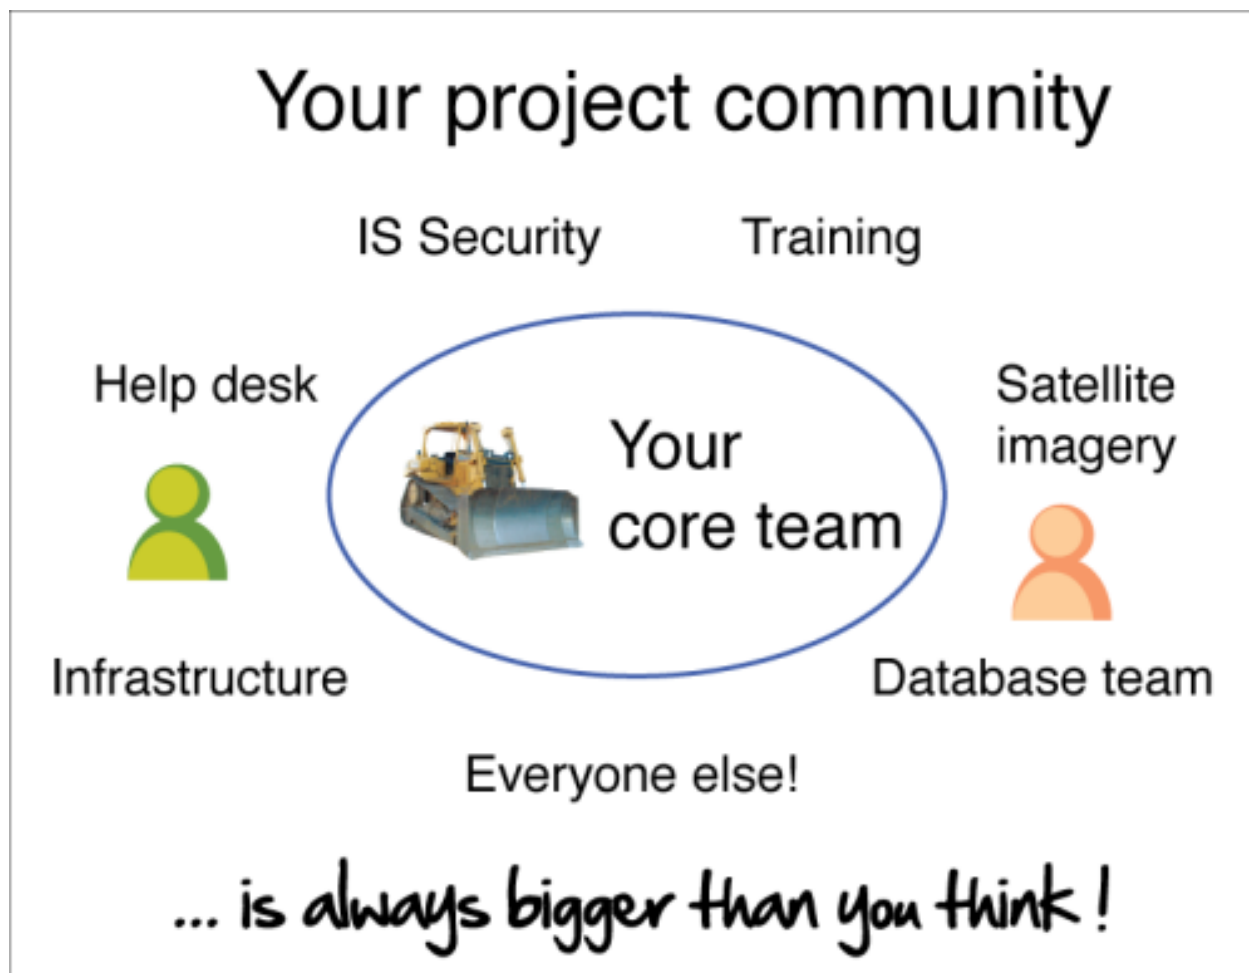 Your project community
IS Security
Training
Help desk
Satellite
imagery
Your
core team
Infrastructure
Database team
Everyone else!
... is always bigger than you think!